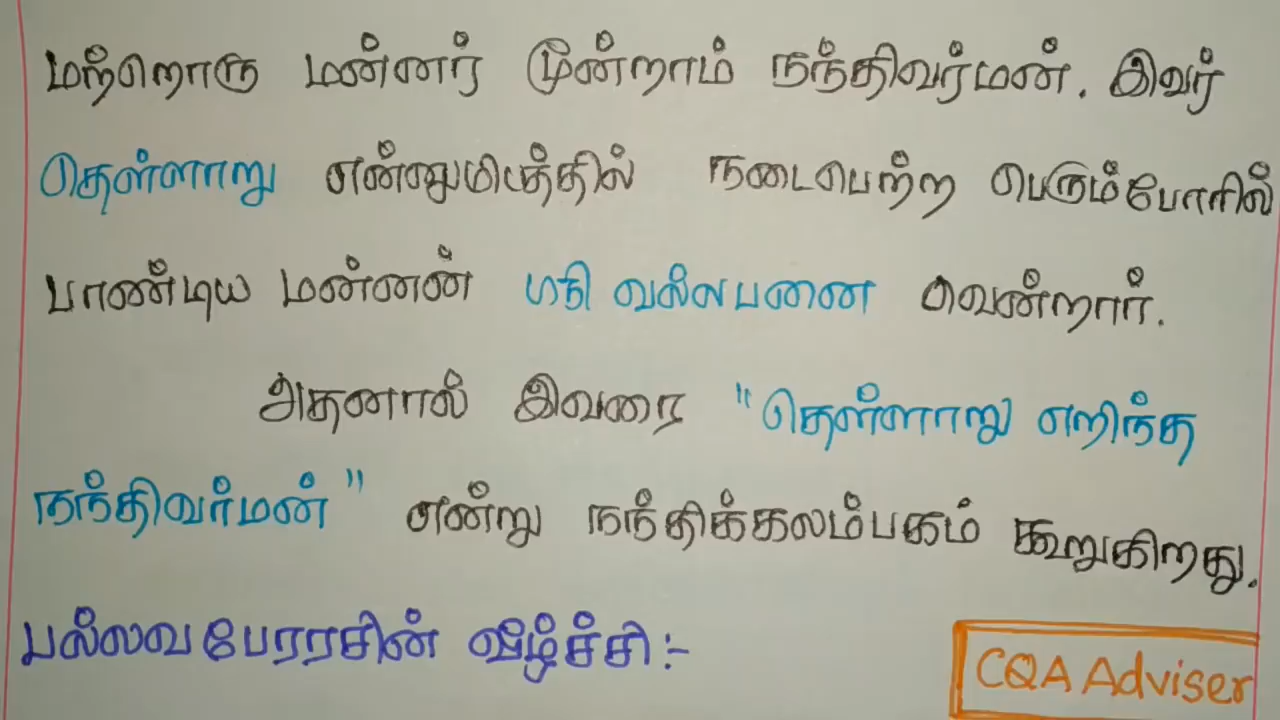 மற்றொரு மன்னர் மூன்றாம் நந்திவர்மன். இவர்
தெள்ளாறு என்னுமிடத்தில் நடைபெற்ற பெரும்போரில்
பாண்டிய மன்னன் ஸ்ரீ வல்லபனை வென்றார்.
அதனால் இவரை "தெள்ளாறு எறிந்த
நந்திவர்மன்" என்று நந்திக்கலம்பகம் கூறுகிறது.
பல்லவ பேரரசின் வீழ்ச்சி :-
CQA Adviser